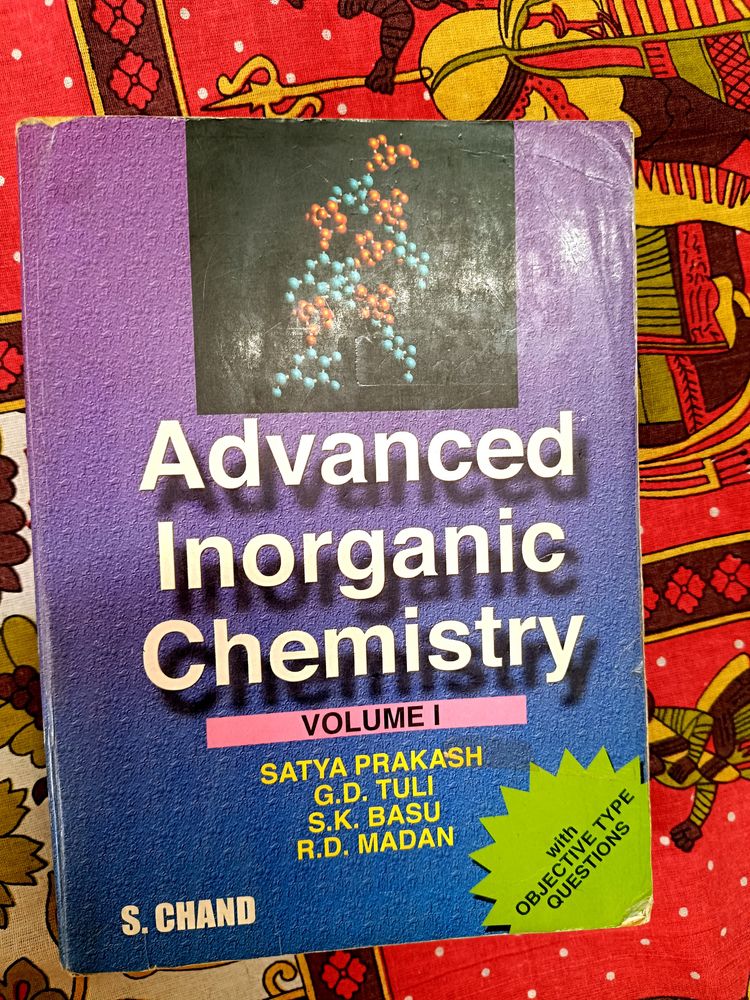 Advanced
Inorganic
Chemistry
VOLUME I
SATYA PRAKASH
G.D. TULI
S.K. BASU
R.D. MADAN
with
OBJECTIVE TYPE
QUESTIONS
S. CHAND